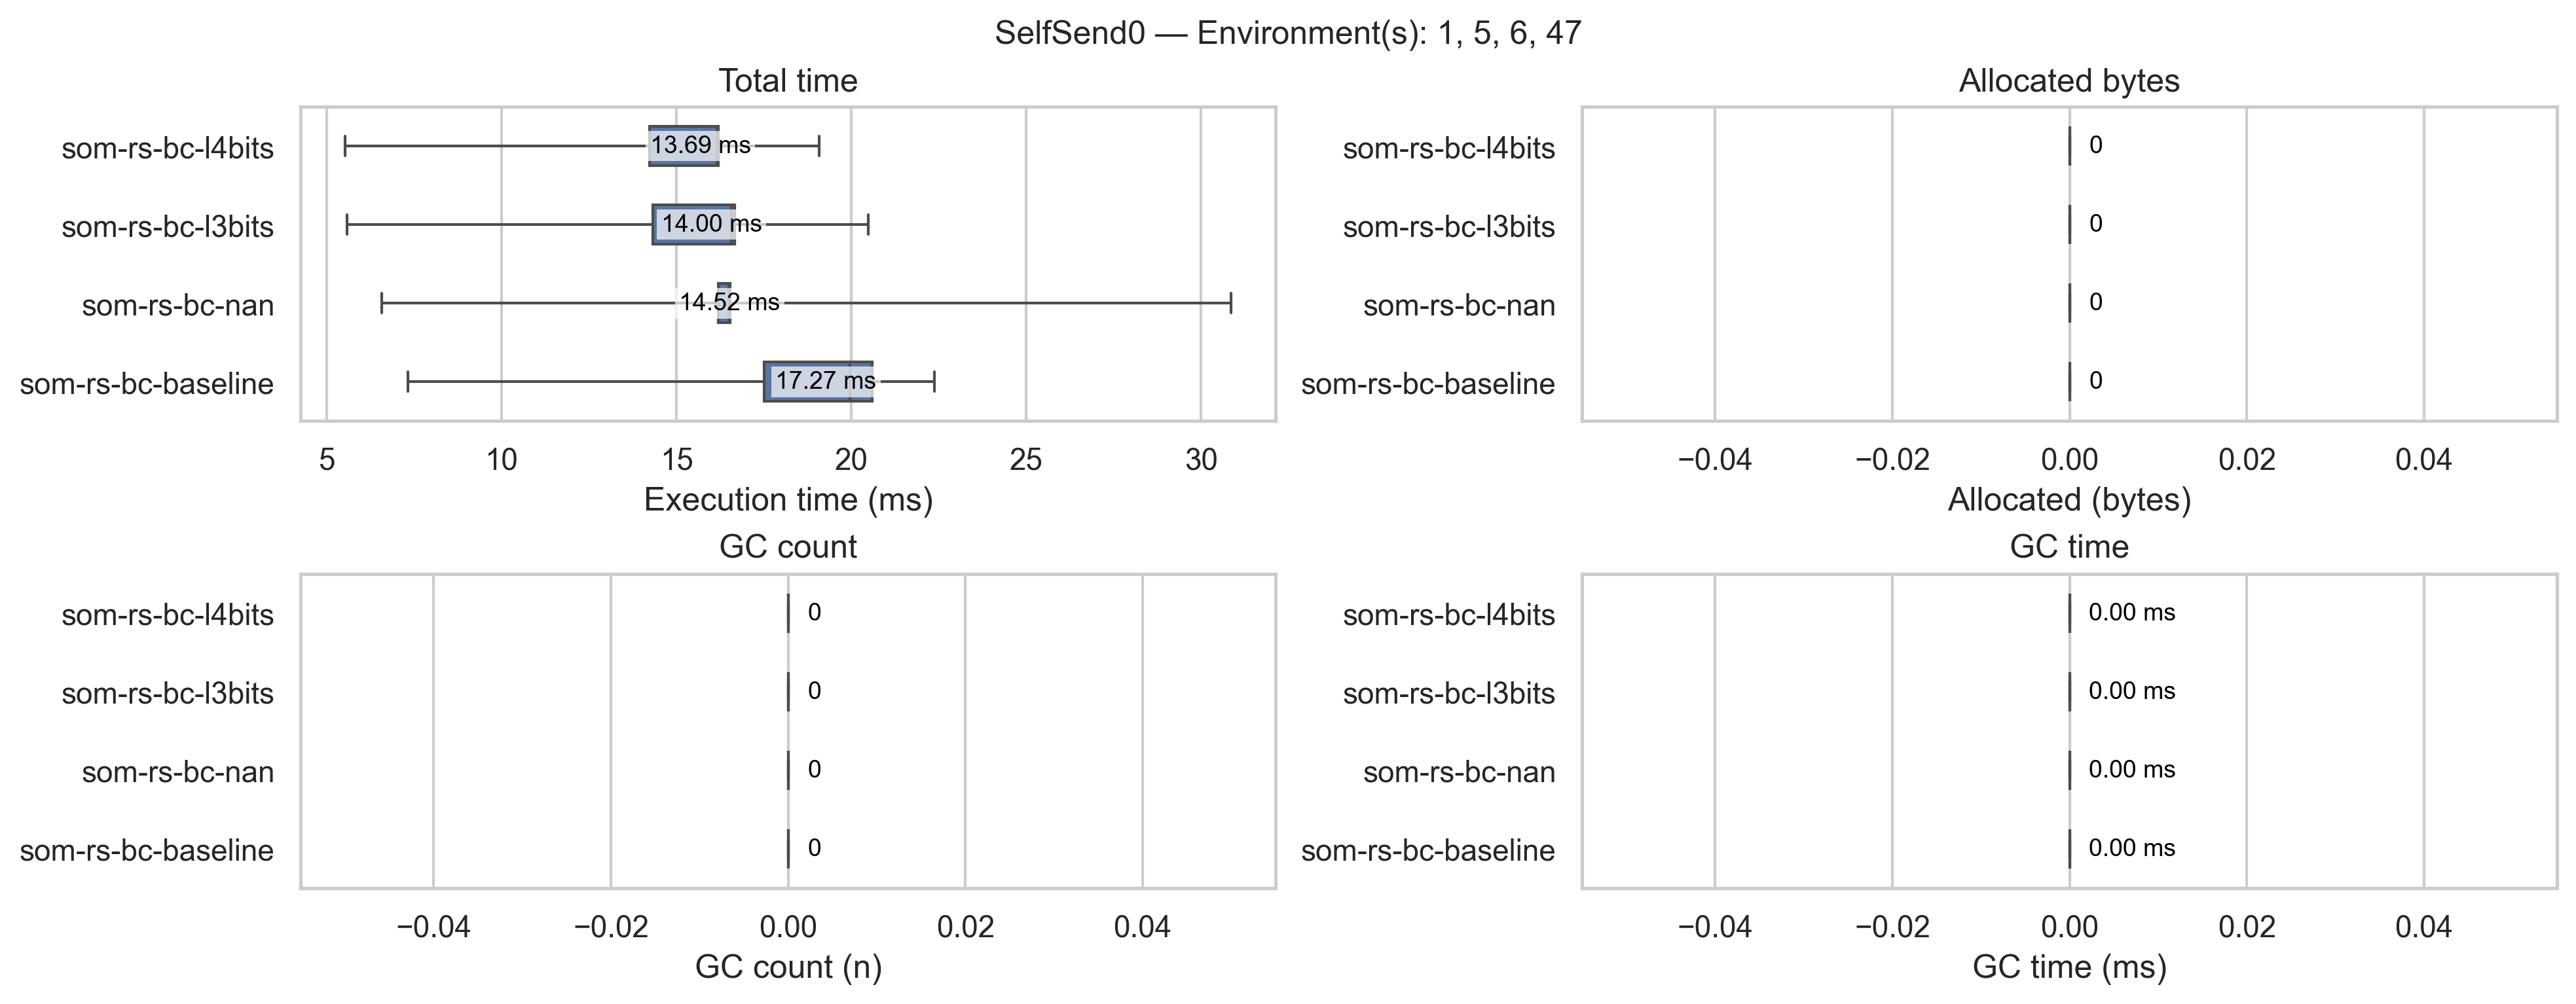 SelfSend0 — Environment(s): 1, 5, 6, 47
Total time
som-rs-bc-l4bits
13.69 ms
som-rs-bc-l3bits
14.00 ms
som-rs-bc-nan
14.52 ms
som-rs-bc-baseline
17.27 ms
5 10 15 20 25 30
Execution time (ms)
Allocated bytes
som-rs-bc-l4bits
0
som-rs-bc-l3bits
0
som-rs-bc-nan
0
som-rs-bc-baseline
0
−0.04 −0.02 0.00 0.02 0.04
Allocated (bytes)
GC count
som-rs-bc-l4bits
0
som-rs-bc-l3bits
0
som-rs-bc-nan
0
som-rs-bc-baseline
0
−0.04 −0.02 0.00 0.02 0.04
GC count (n)
GC time
som-rs-bc-l4bits
0.00 ms
som-rs-bc-l3bits
0.00 ms
som-rs-bc-nan
0.00 ms
som-rs-bc-baseline
0.00 ms
−0.04 −0.02 0.00 0.02 0.04
GC time (ms)